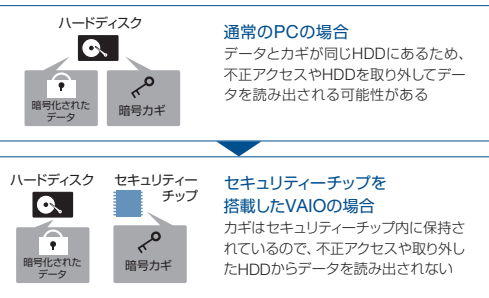 ハードディスク
暗号化された
データ
暗号カギ
通常のPCの場合
データとカギが同じHDDにあるため、
不正アクセスやHDDを取り外してデー
タを読み出される可能性がある
ハードディスク
セキュリティー
チップ
暗号化された
データ
暗号カギ
セキュリティーチップを
搭載したVAIOの場合
カギはセキュリティーチップ内に保持さ
れているので、不正アクセスや取り外し
たHDDからデータを読み出されない